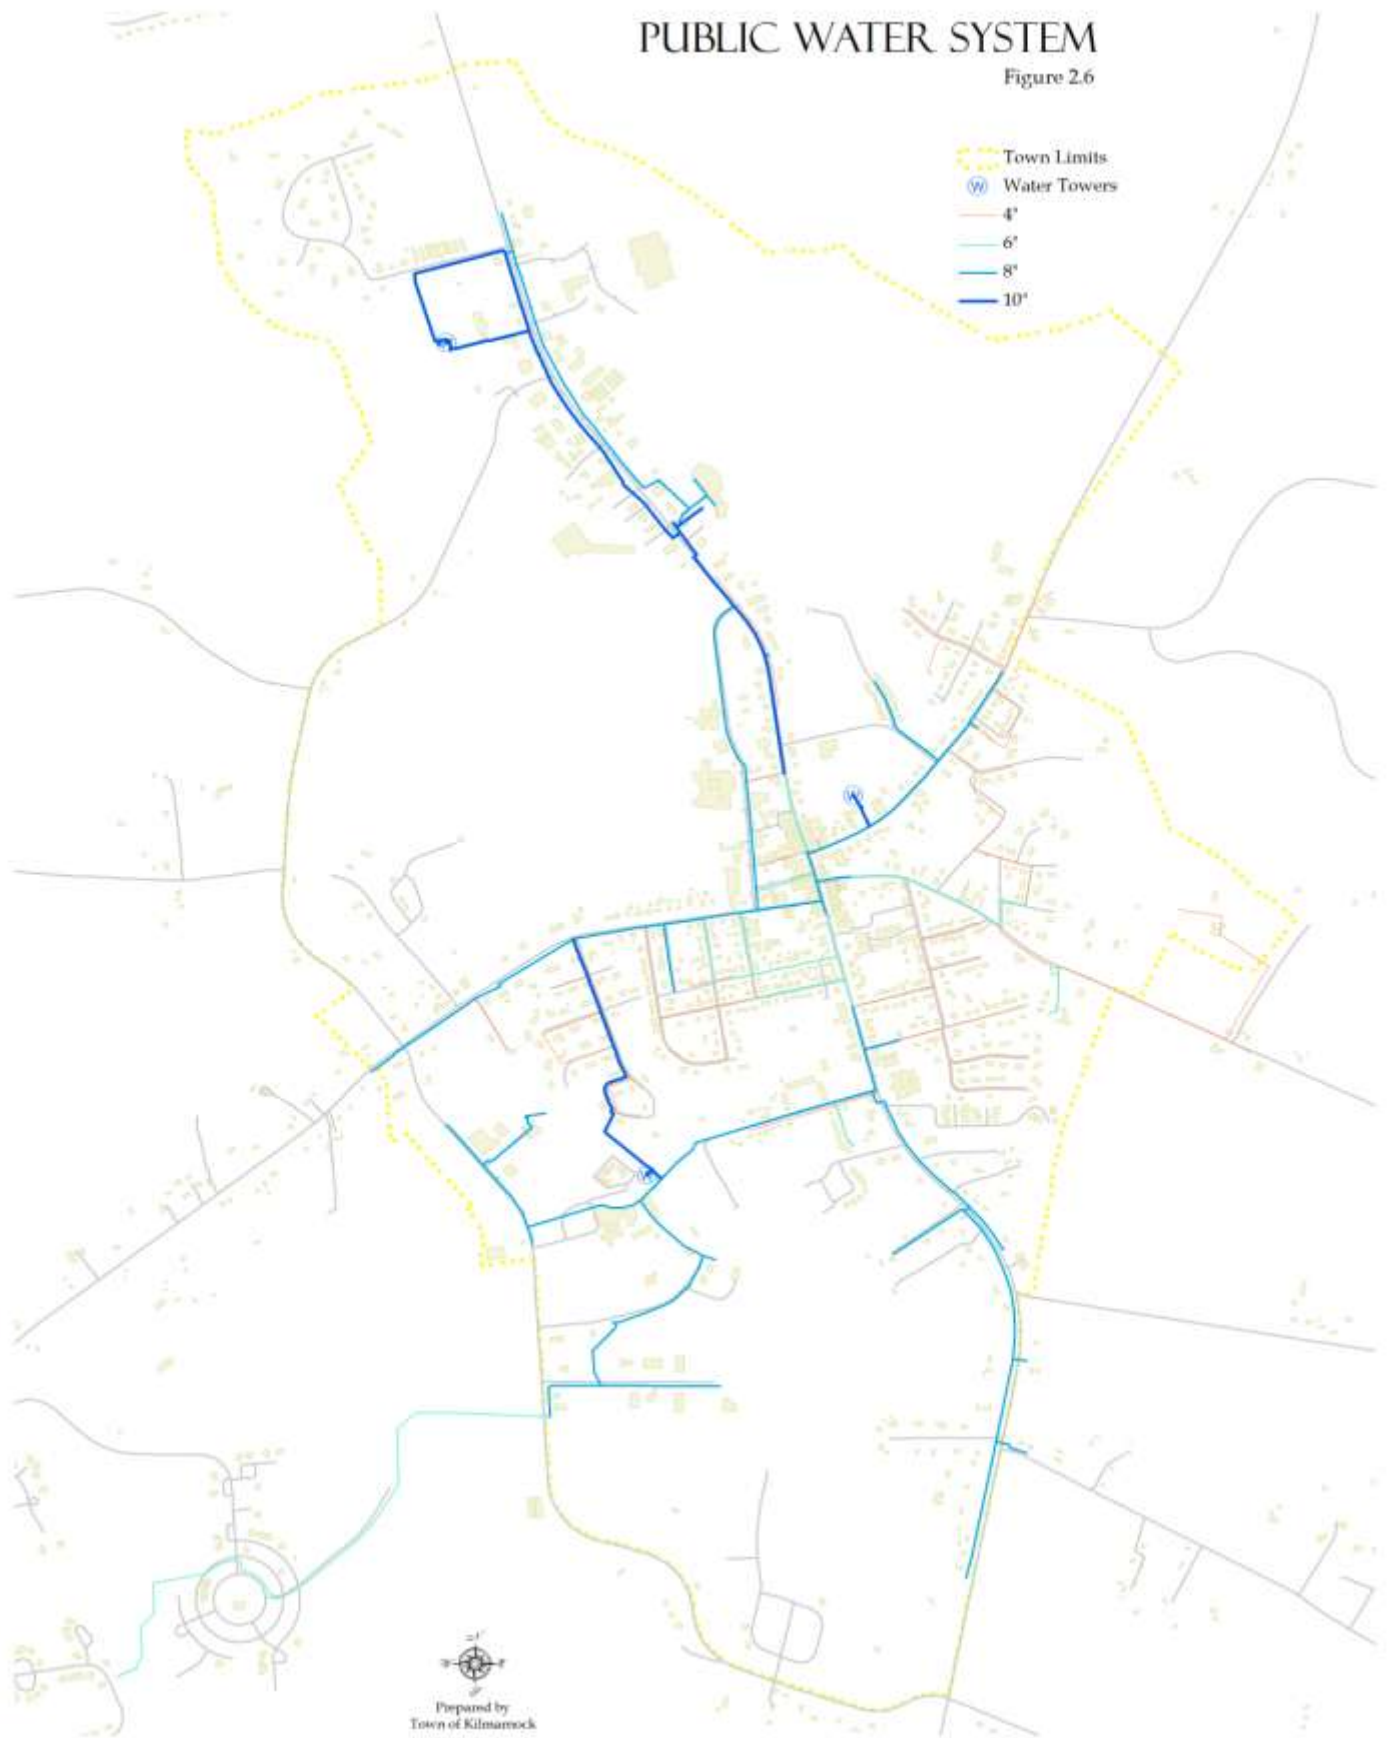 PUBLIC WATER SYSTEM
Figure 2.6
Town Limits
W Water Towers
4"
6"
8"
10"
W
W
W
Prepared by
Town of Kilmarnock